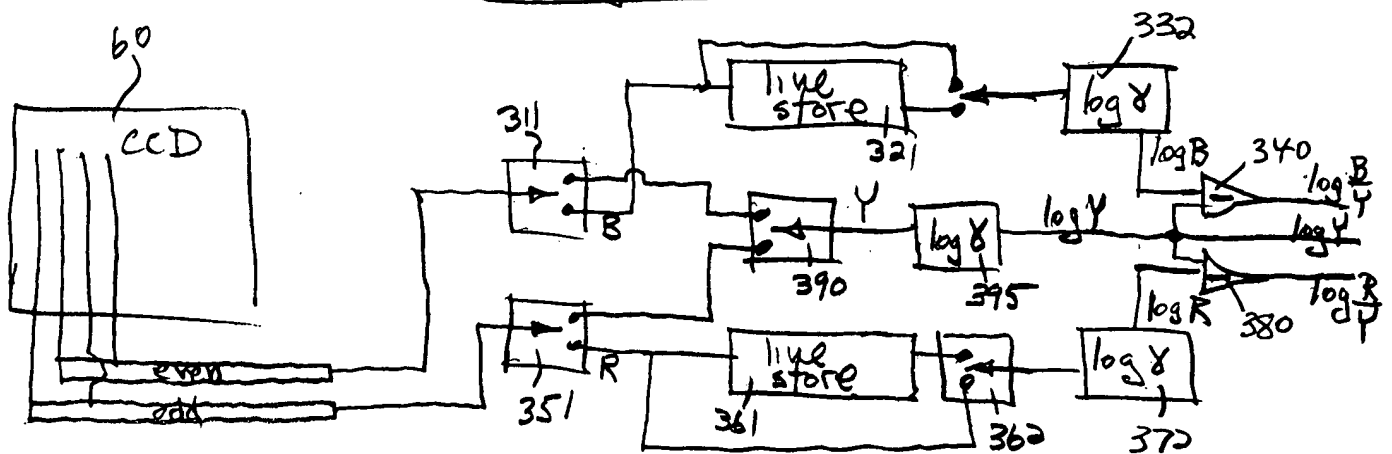 60
CCD
even
odd
311
B
351
R
line
store
321
332
log γ
log B
340
log B/Y
390
Y
log γ
395
log Y
log Y
line
store
361
362
log γ
372
log R
380
log R/Y